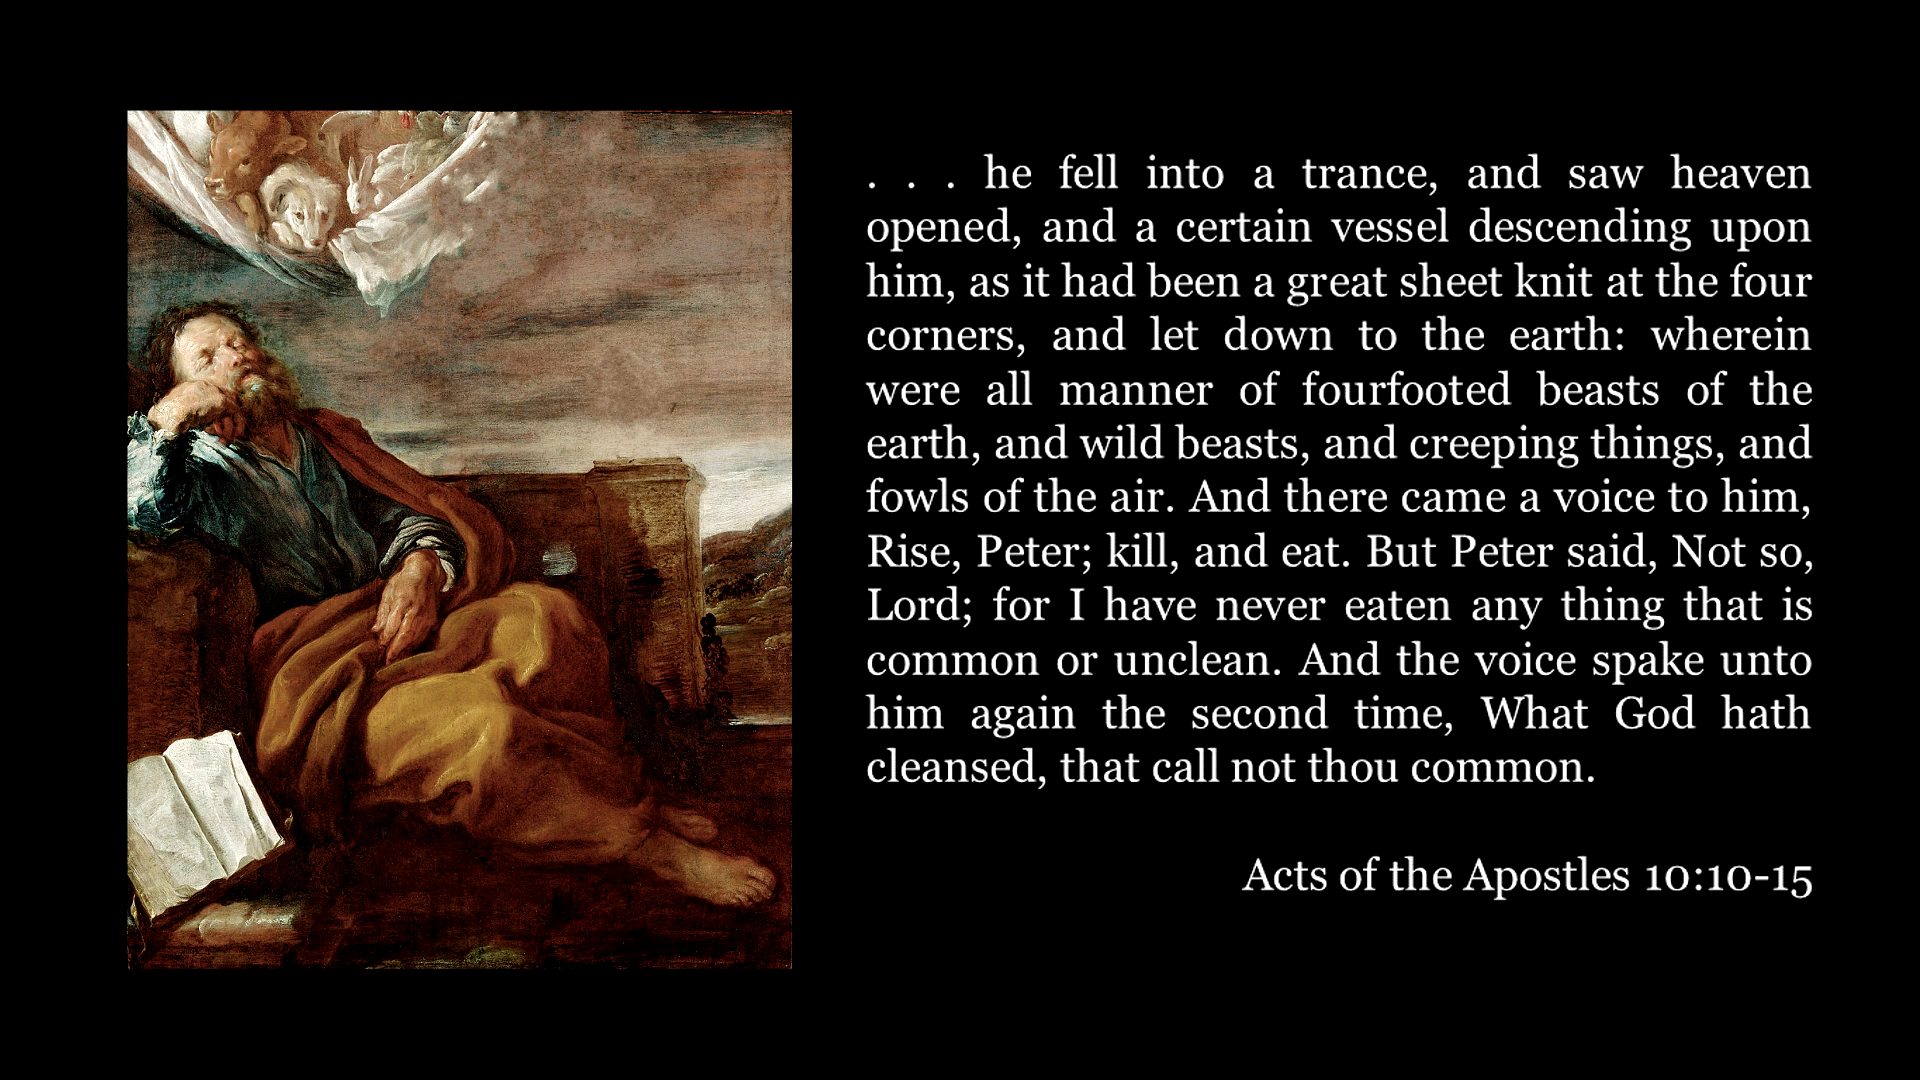 . . . he fell into a trance, and saw heaven
opened, and a certain vessel descending upon
him, as it had been a great sheet knit at the four
corners, and let down to the earth: wherein
were all manner of fourfooted beasts of the
earth, and wild beasts, and creeping things, and
fowls of the air. And there came a voice to him,
Rise, Peter; kill, and eat. But Peter said, Not so,
Lord; for I have never eaten any thing that is
common or unclean. And the voice spake unto
him again the second time, What God hath
cleansed, that call not thou common.
Acts of the Apostles 10:10-15